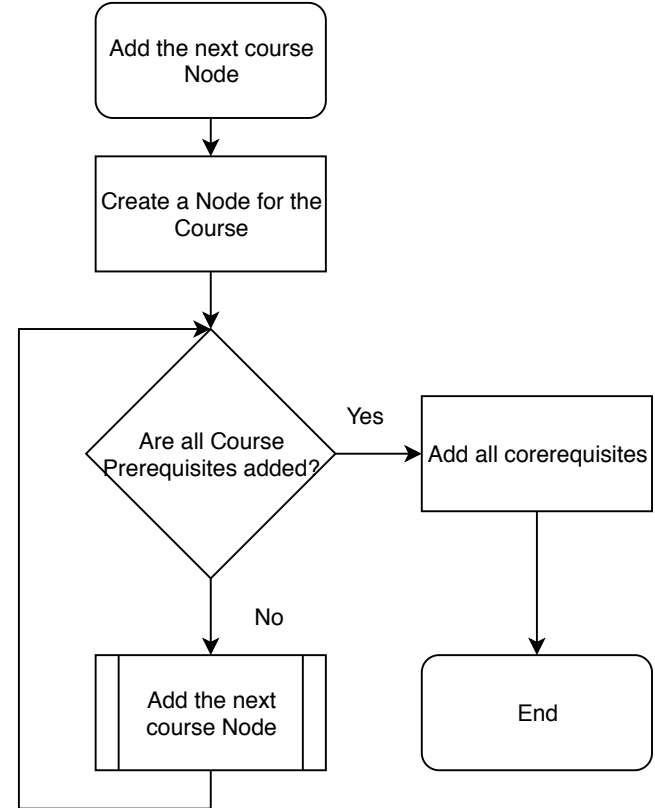 Add the next course
Node
Create a Node for the
Course
Are all Course
Prerequisites added?
Yes
Add all corerequisites
No
Add the next
course Node
End